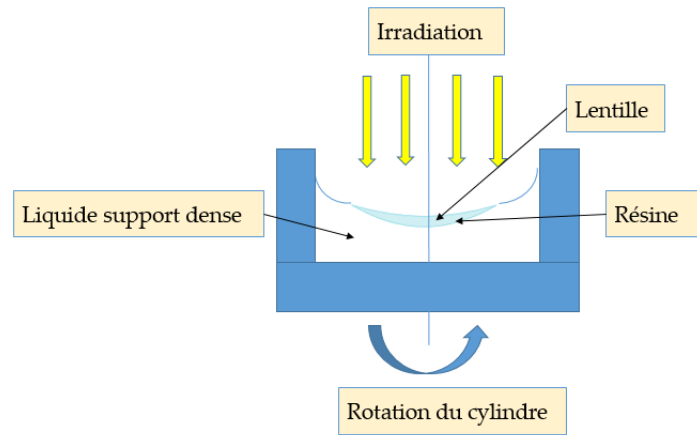 Irradiation
Lentille
Liquide support dense
Résine
Rotation du cylindre